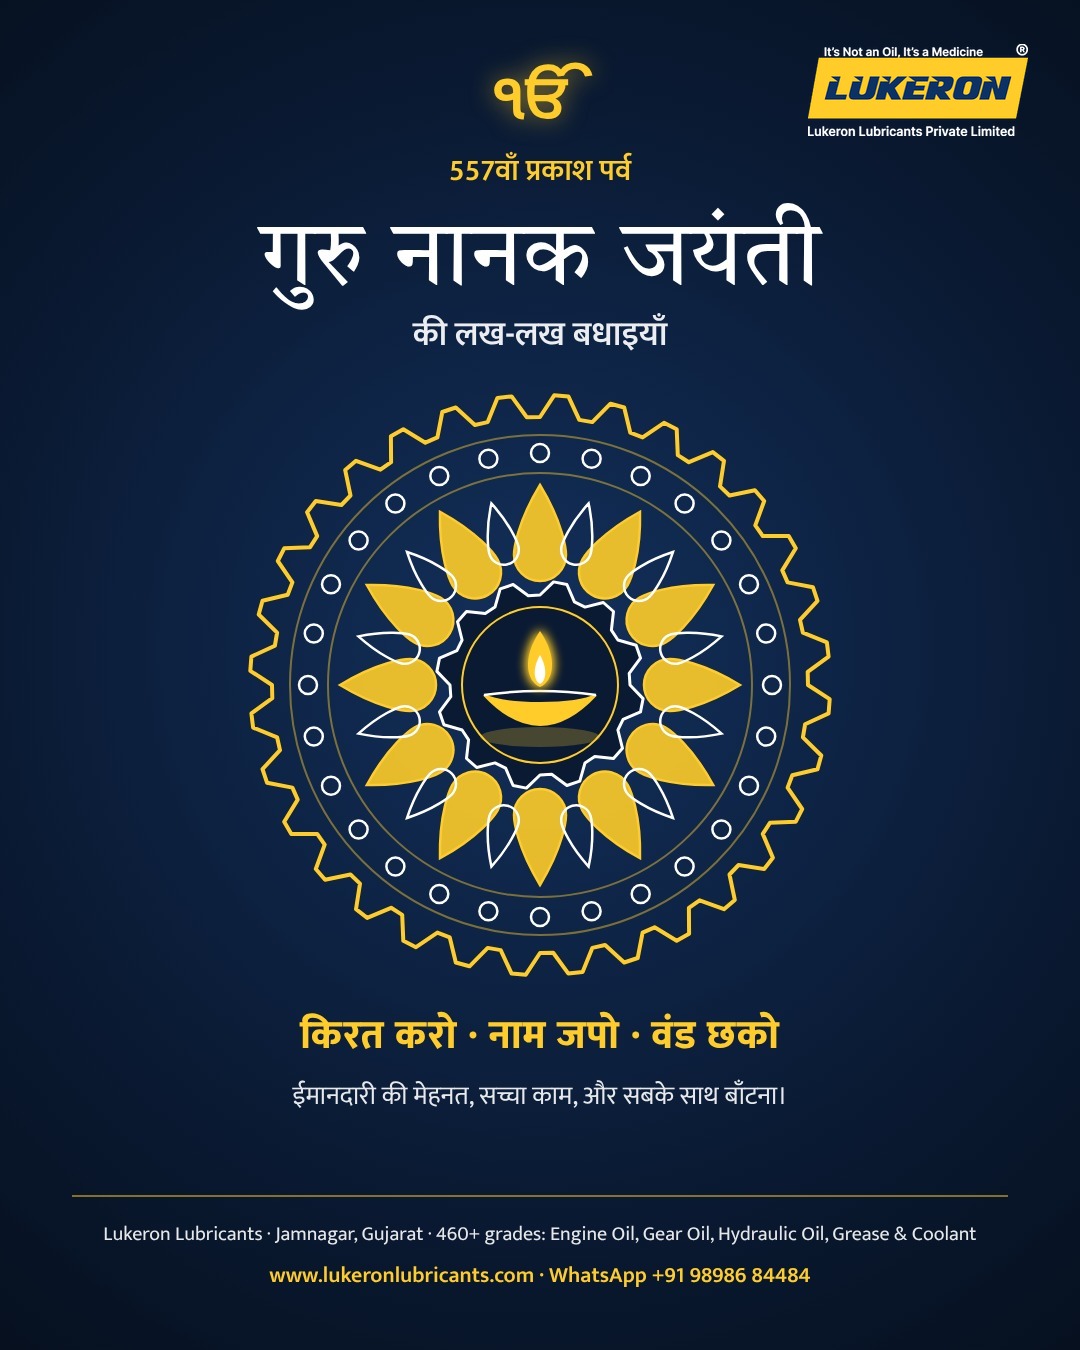 ੴ
It's Not an Oil, It's a Medicine ®
LUKERON
Lukeron Lubricants Private Limited
557वाँ प्रकाश पर्व
गुरु नानक जयंती
की लख-लख बधाइयाँ
किरत करो · नाम जपो · वंड छको
ईमानदारी की मेहनत, सच्चा काम, और सबके साथ बाँटना।
Lukeron Lubricants · Jamnagar, Gujarat · 460+ grades: Engine Oil, Gear Oil, Hydraulic Oil, Grease & Coolant
www.lukeronlubricants.com · WhatsApp +91 98986 84484